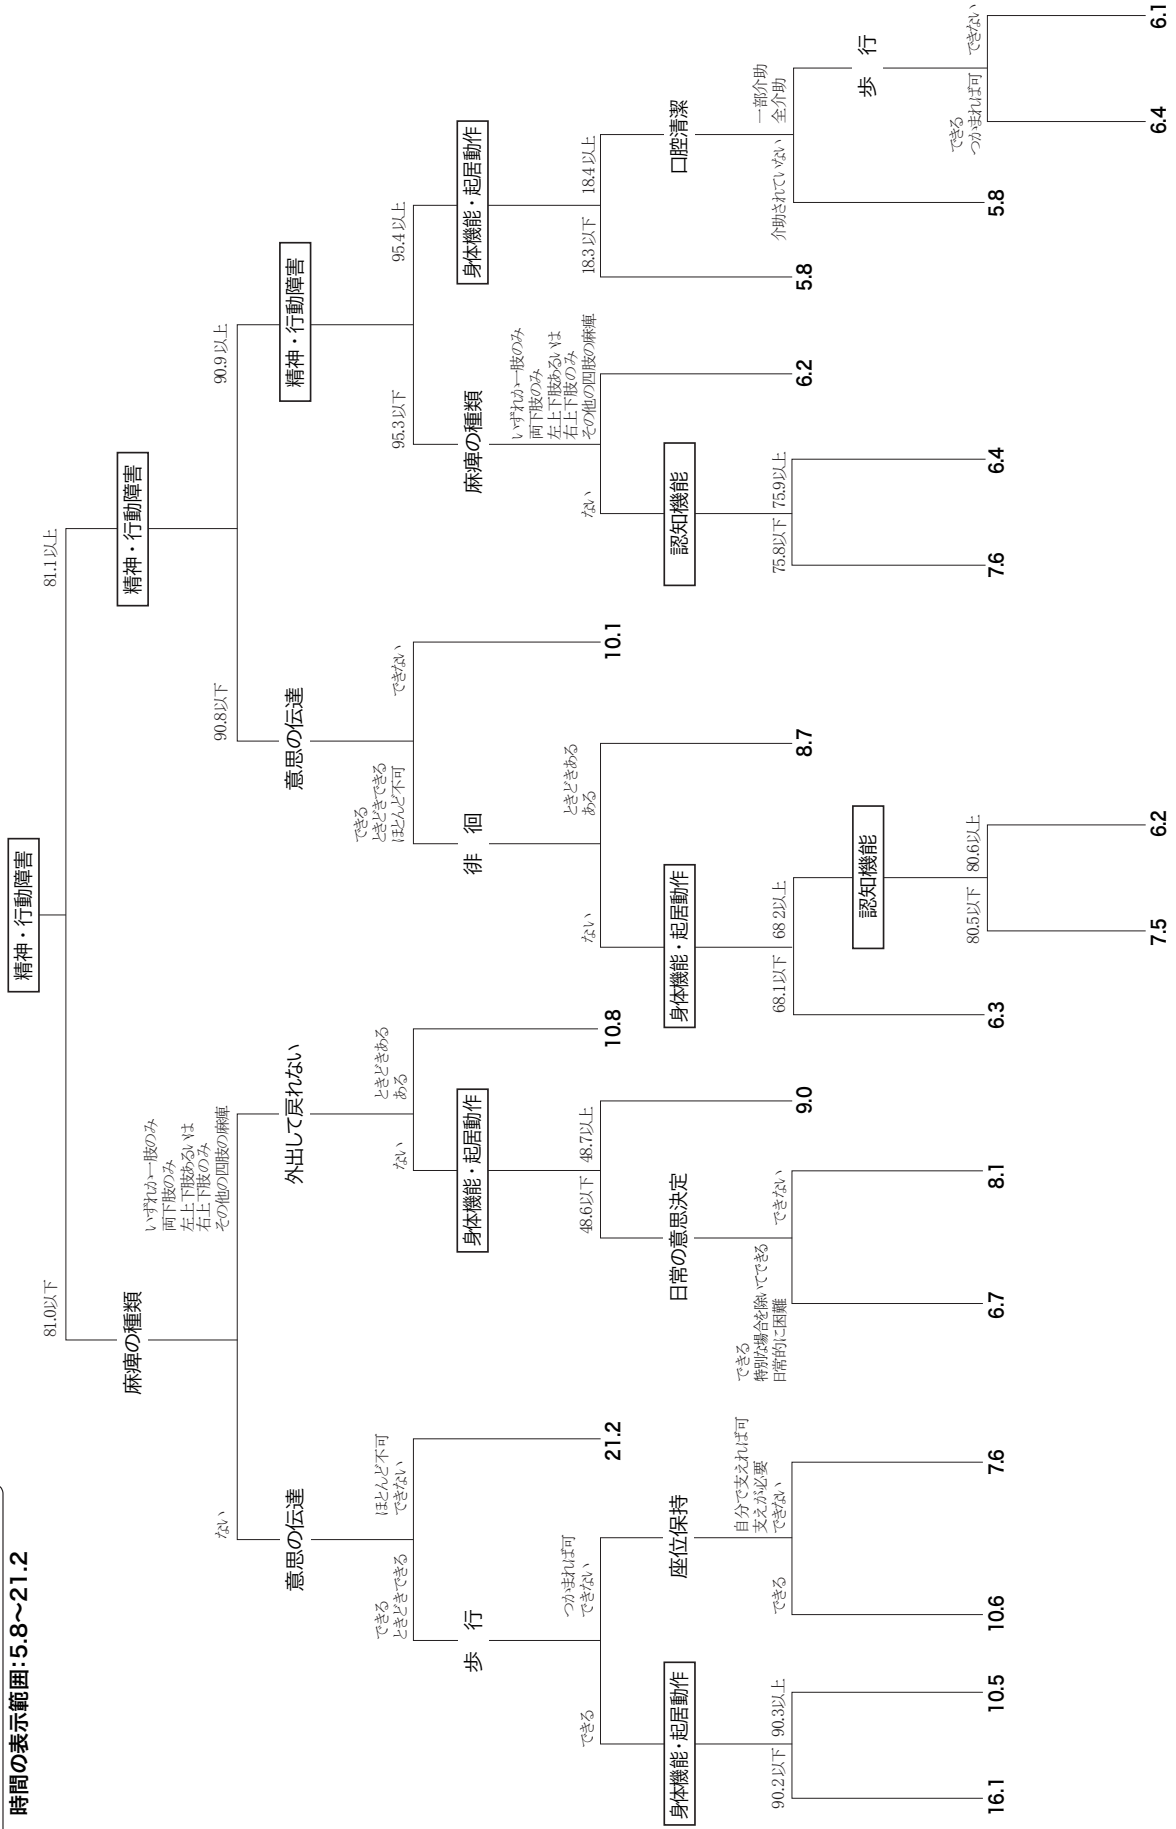 時間の表示範囲：5.8〜21.2
精神・行動障害
81.0以下
81.1以上
麻痺の種類
精神・行動障害
ない
いずれか一肢のみ
両下肢のみ
左上下肢あるいは
右上下肢のみ
その他の四肢の麻痺
90.8以下
90.9以上
意思の伝達
外出して戻れない
意思の伝達
精神・行動障害
できる
ときどきできる
ほとんど不可
できない
ない
ときどきある
ある
できる
ときどきできる
ほとんど不可
できない
95.3以下
95.4以上
歩 行
21.2
身体機能・起居動作
10.8
徘 徊
10.1
麻痺の種類
身体機能・起居動作
できる
つかまれば可
できない
48.6以下
48.7以上
ない
ときどきある
ある
ない
いずれか一肢のみ
両下肢のみ
左上下肢あるいは
右上下肢のみ
その他の四肢の麻痺
18.3以下
18.4以上
身体機能・起居動作
座位保持
日常の意思決定
9.0
身体機能・起居動作
8.7
認知機能
6.2
5.8
口腔清潔
90.2以下
90.3以上
できる
自分で支えれば可
支えが必要
できない
できる
特別な場合を除いてできる
日常的に困難
できない
68.1以下
68 2以上
75.8以下
75.9以上
介助されていない
一部介助
全介助
16.1
10.5
10.6
7.6
6.7
8.1
6.3
認知機能
7.6
6.4
5.8
歩 行
80.5以下
80.6以上
できる
つかまれば可
できない
7.5
6.2
6.4
6.1